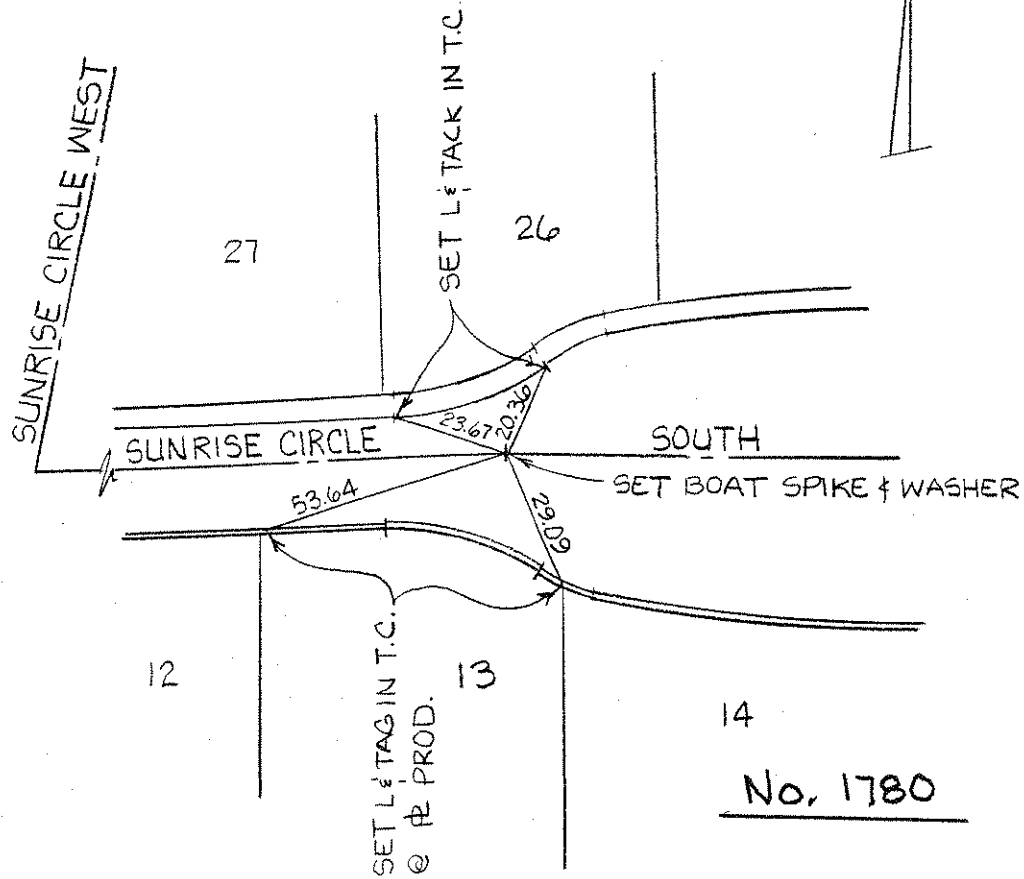 SUNRISE CIRCLE WEST
SET L & TACK IN T.C.
27
26
23.67
20.36
SUNRISE CIRCLE
SOUTH
SET BOAT SPIKE & WASHER
53.64
29.09
12
13
14
SET L & TAG IN T.C.
@ ⅊ PROD.
No. 1780